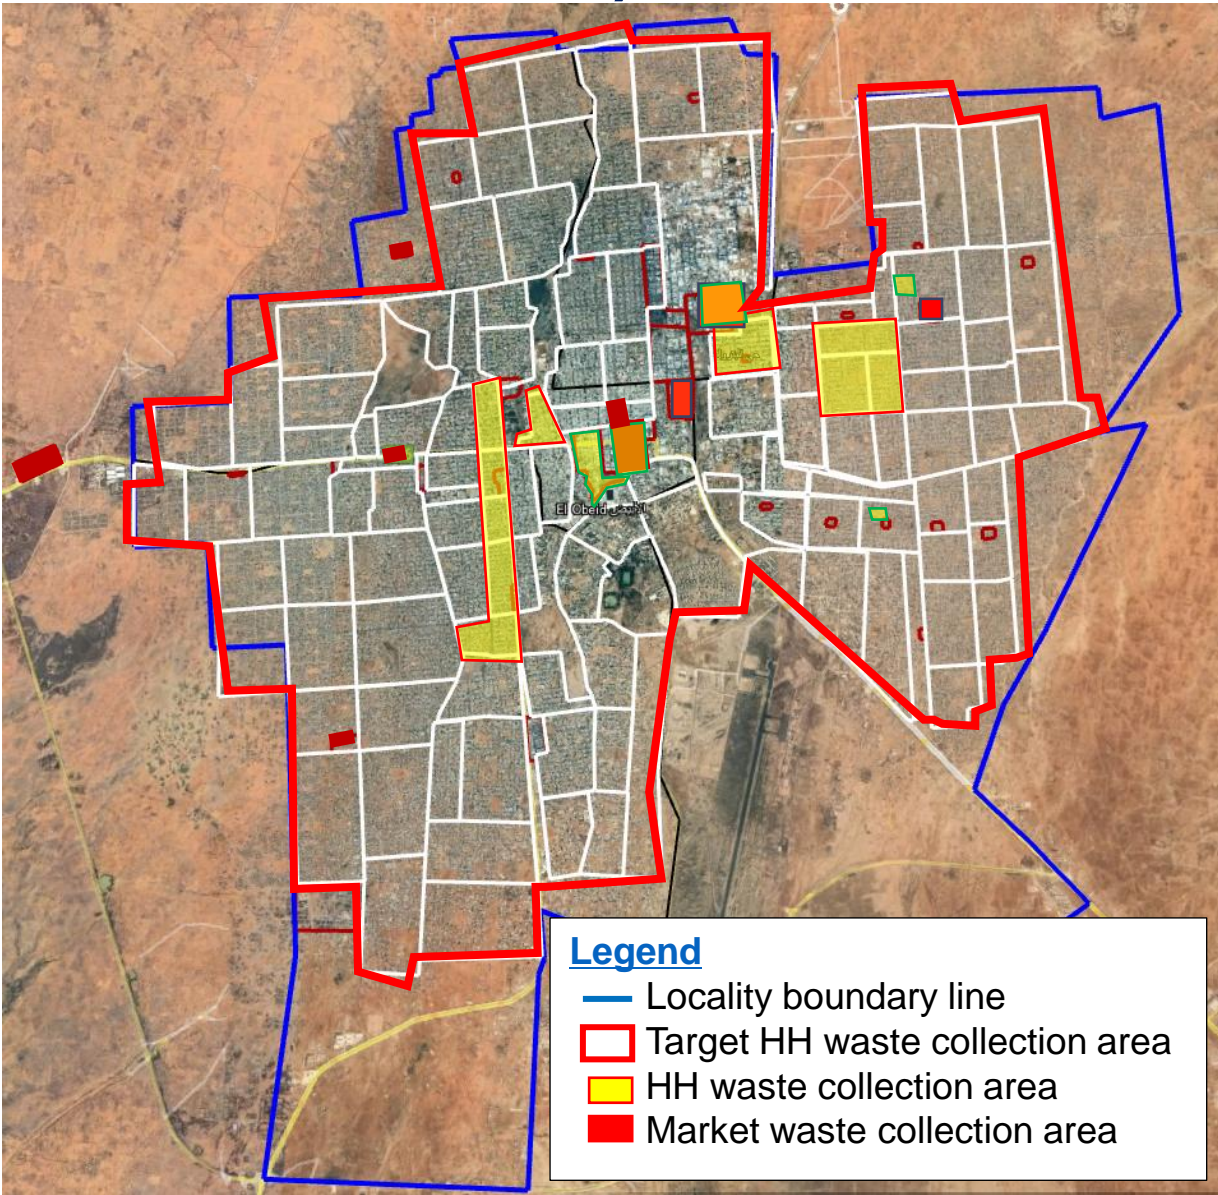 El Obeid الأبيض
Legend
Locality boundary line
Target HH waste collection area
HH waste collection area
Market waste collection area